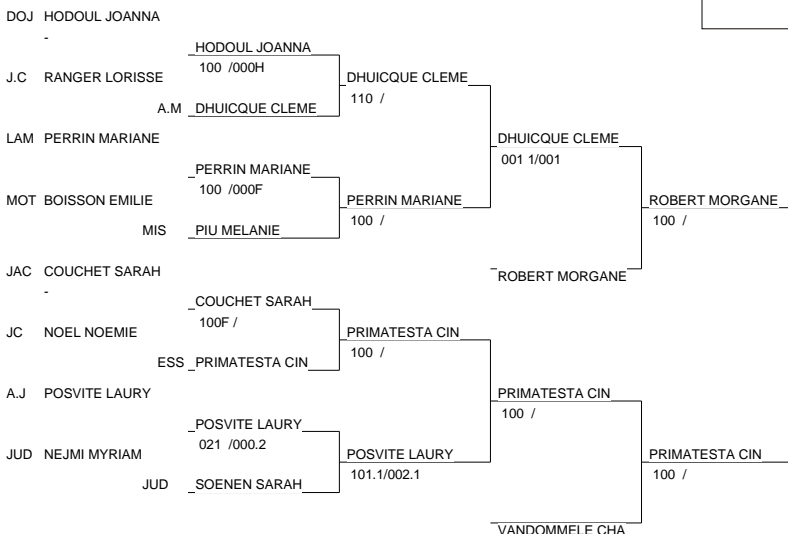 DOJ HODOUL JOANNA
-
HODOUL JOANNA
100 /000H
J.C RANGER LORISSE
DHUICQUE CLEME
110 /
A.M DHUICQUE CLEME
LAM PERRIN MARIANE
DHUICQUE CLEME
001 1/001
PERRIN MARIANE
100 /000F
MOT BOISSON EMILIE
PERRIN MARIANE
100 /
ROBERT MORGANE
100 /
MIS PIU MELANIE
JAC COUCHET SARAH
-
ROBERT MORGANE
COUCHET SARAH
100F /
JC NOEL NOEMIE
PRIMATESTA CIN
100 /
ESS PRIMATESTA CIN
A.J POSVITE LAURY
PRIMATESTA CIN
100 /
POSVITE LAURY
021 /000.2
JUD NEJMI MYRIAM
POSVITE LAURY
101.1/002.1
PRIMATESTA CIN
100 /
JUD SOENEN SARAH
VANDOMMELE CHA